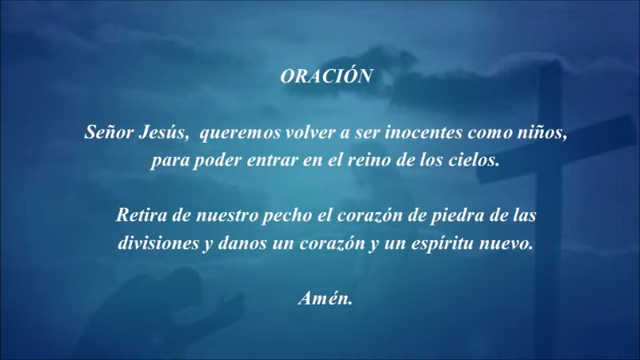 ORACIÓN
Señor Jesús, queremos volver a ser inocentes como niños,
para poder entrar en el reino de los cielos.
Retira de nuestro pecho el corazón de piedra de las
divisiones y danos un corazón y un espíritu nuevo.
Amén.